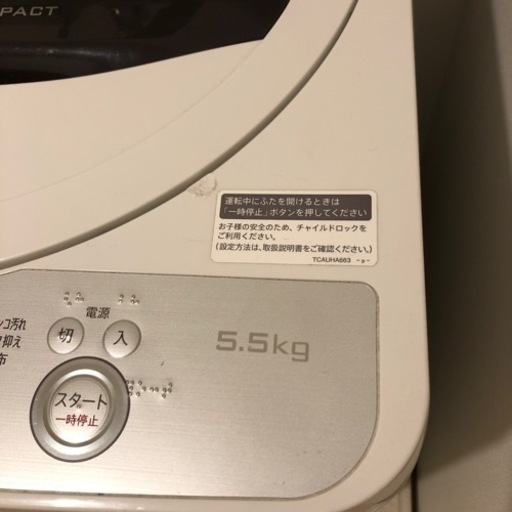 PACT
運転中にふたを開けるときは
「一時停止」ボタンを押してください
お子様の安全のため、チャイルドロックを
ご利用ください。
(設定方法は、取扱説明書をご確認ください。)
TCAUHA663 -P-
電源
切 入
5.5kg
コ汚れ
抑え
布
スタート
一時停止